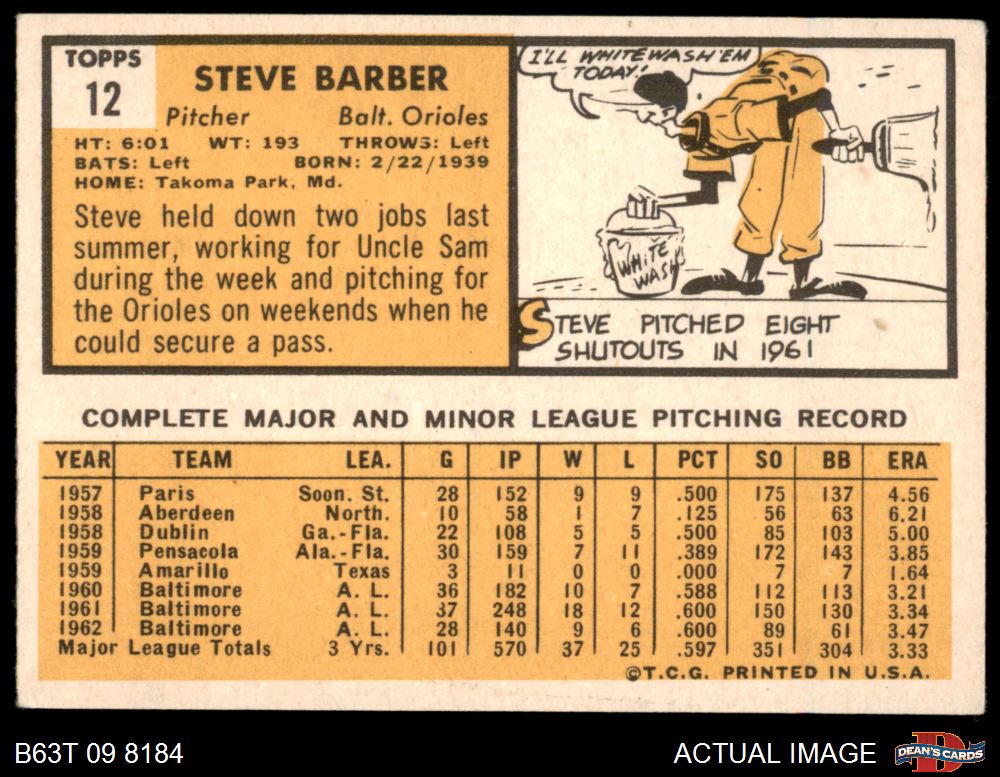 TOPPS
12
STEVE BARBER
Pitcher Balt. Orioles
HT: 6:01 WT: 193 THROWS: Left
BATS: Left BORN: 2/22/1939
HOME: Takoma Park, Md.
Steve held down two jobs last
summer, working for Uncle Sam
during the week and pitching for
the Orioles on weekends when he
could secure a pass.
I'LL WHITEWASH 'EM
TODAY!
WHITE
WASH
STEVE PITCHED EIGHT
SHUTOUTS IN 1961
COMPLETE MAJOR AND MINOR LEAGUE PITCHING RECORD
YEAR TEAM LEA. G IP W L PCT SO BB ERA
1957 Paris Soon. St. 28 152 9 9 .500 175 137 4.56
1958 Aberdeen North. 10 58 1 7 .125 56 63 6.21
1958 Dublin Ga.-Fla. 22 108 5 5 .500 85 103 5.00
1959 Pensacola Ala.-Fla. 30 159 7 11 .389 172 143 3.85
1959 Amarillo Texas 3 11 0 0 .000 7 7 1.64
1960 Baltimore A. L. 36 182 10 7 .588 112 113 3.21
1961 Baltimore A. L. 37 248 18 12 .600 150 130 3.34
1962 Baltimore A. L. 28 140 9 6 .600 89 61 3.47
Major League Totals 3 Yrs. 101 570 37 25 .597 351 304 3.33
©T.C.G. PRINTED IN U.S.A.
B63T 09 8184 ACTUAL IMAGE DEAN'S CARDS